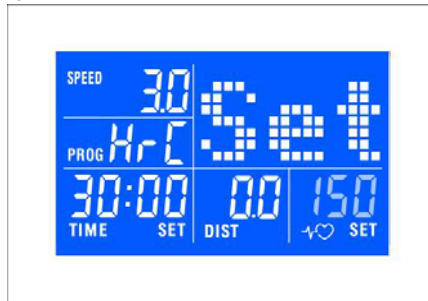 SPEED 3.0
Set
PROG HrC
30:00 0.0 150
TIME SET DIST SET